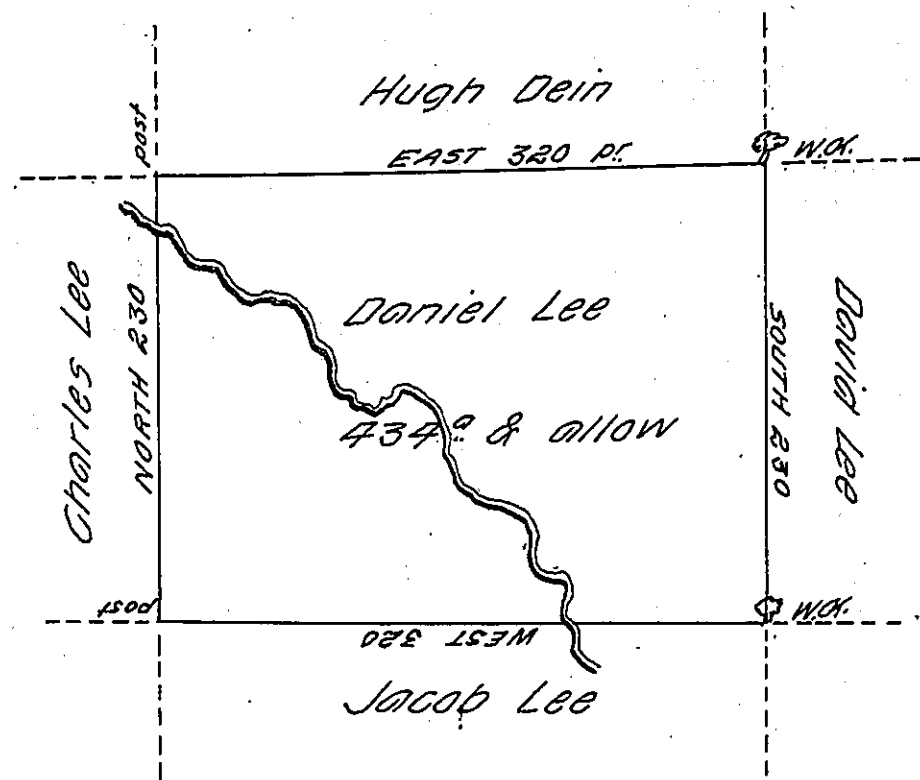 Hugh Dein
post
EAST 320 pr.
W.O.
Charles Lee
NORTH 230
Daniel Lee
434 a & allow
SOUTH 230
David Lee
post
WEST 320
W.O.
Jacob Lee